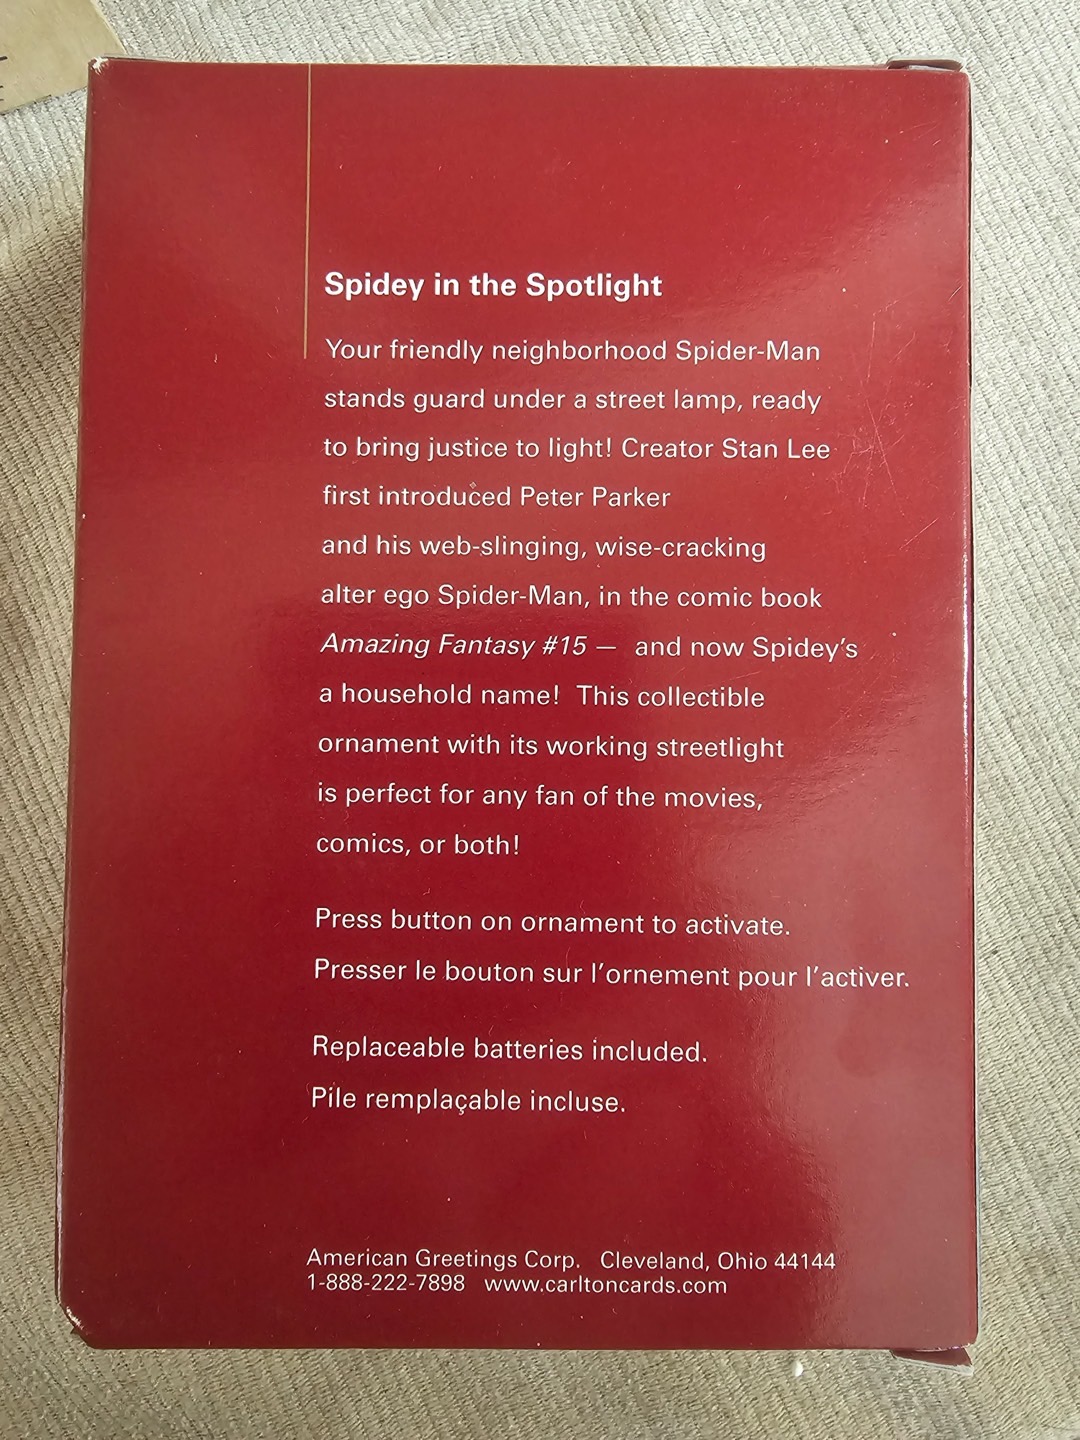 Spidey in the Spotlight
Your friendly neighborhood Spider-Man
stands guard under a street lamp, ready
to bring justice to light! Creator Stan Lee
first introduced Peter Parker
and his web-slinging, wise-cracking
alter ego Spider-Man, in the comic book
Amazing Fantasy #15 — and now Spidey's
a household name! This collectible
ornament with its working streetlight
is perfect for any fan of the movies,
comics, or both!
Press button on ornament to activate.
Presser le bouton sur l'ornement pour l'activer.
Replaceable batteries included.
Pile remplaçable incluse.
American Greetings Corp. Cleveland, Ohio 44144
1-888-222-7898 www.carltoncards.com